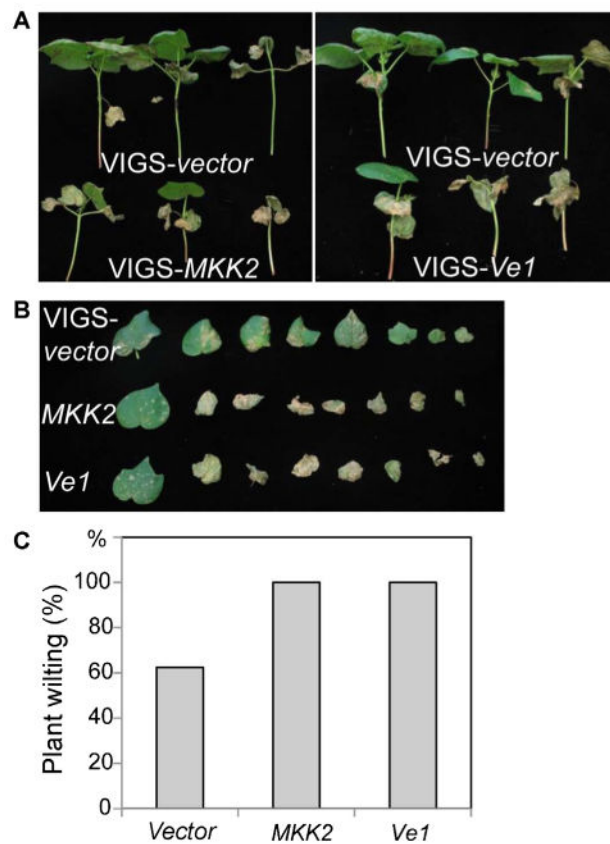 A
VIGS-vector
VIGS-vector
VIGS-MKK2
VIGS-Ve1
B
VIGS-
vector
MKK2
Ve1
C
%
Plant wilting (%)
100
80
60
40
20
0
Vector
MKK2
Ve1